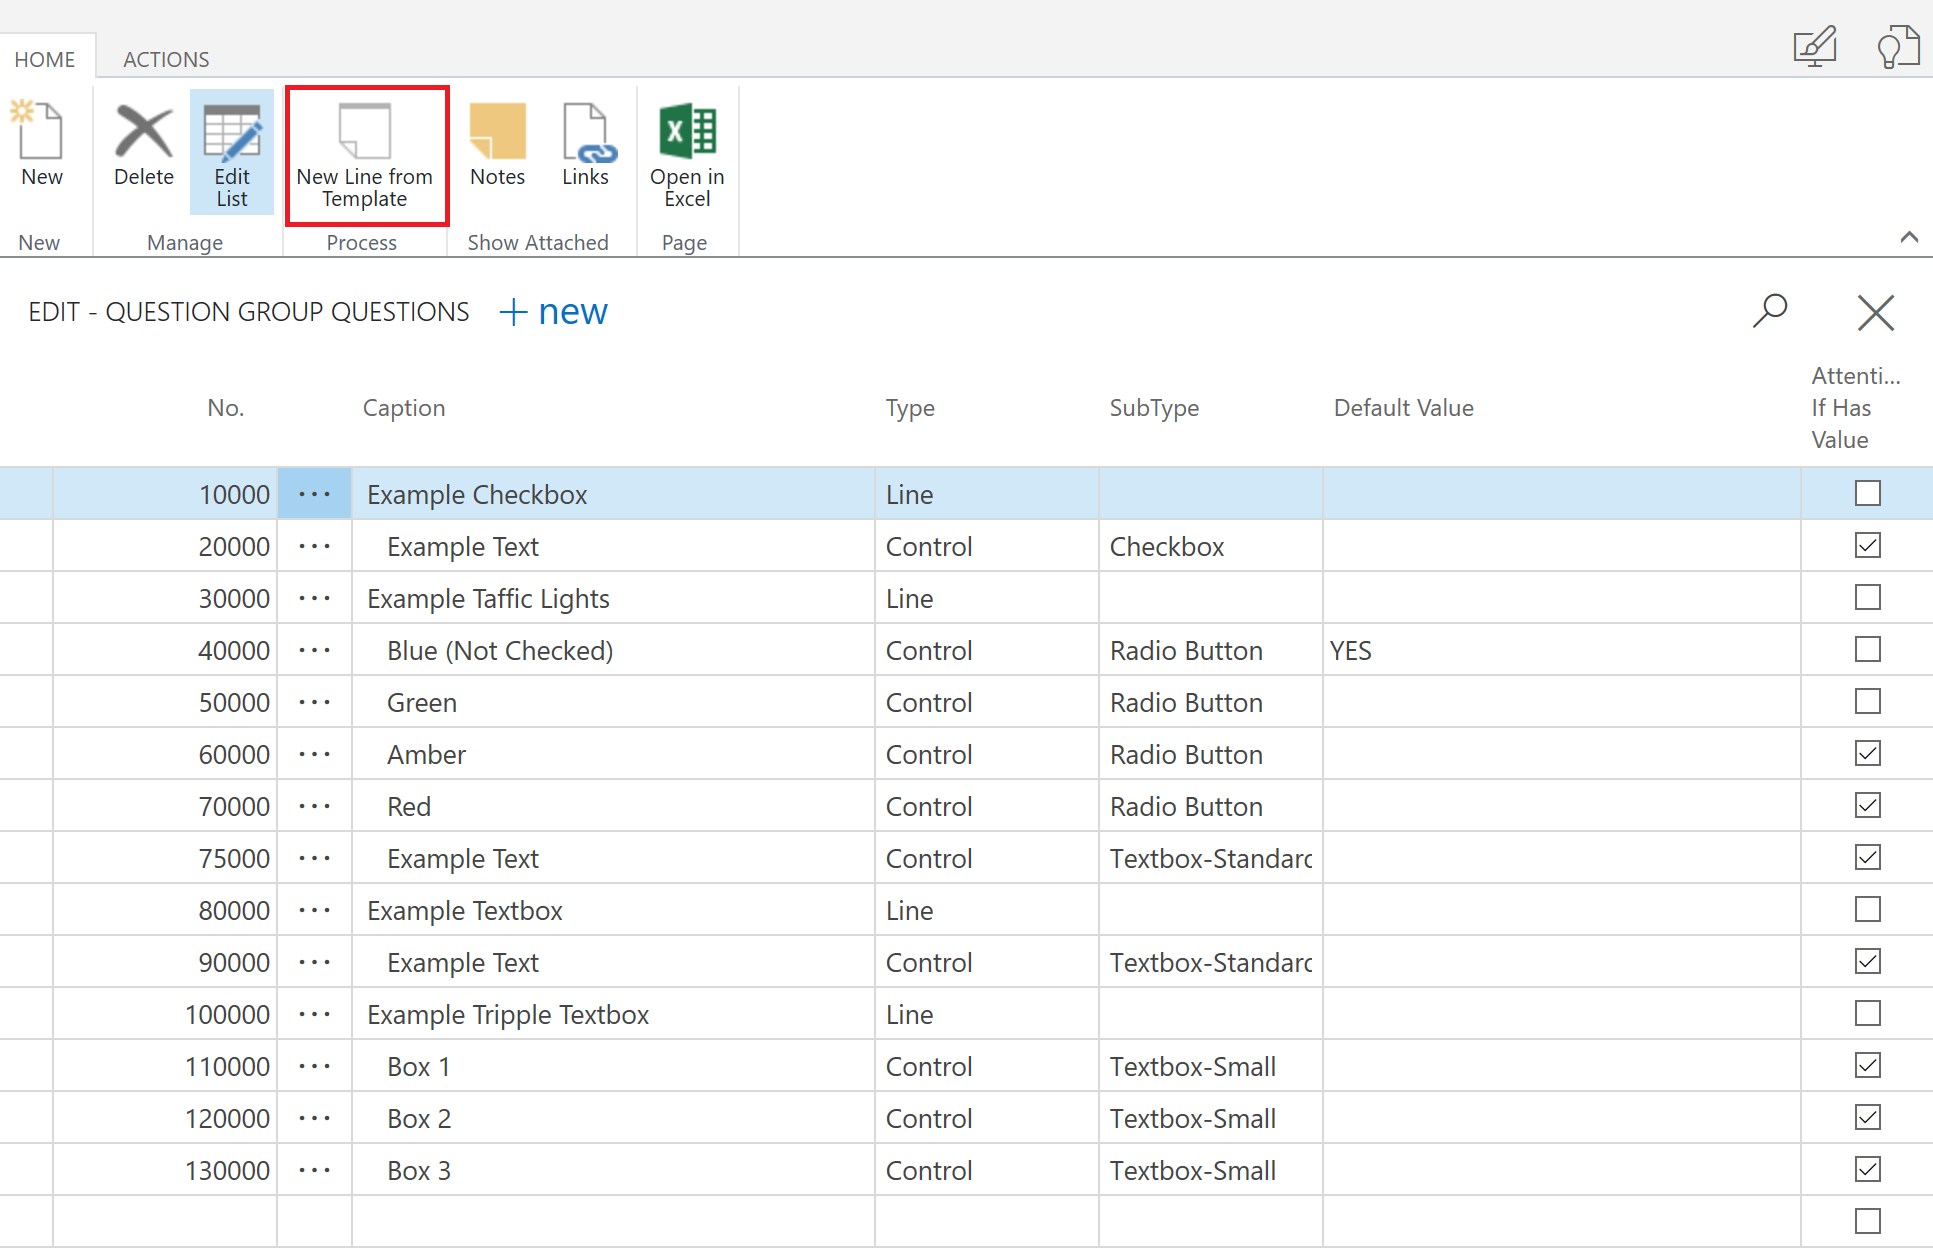 HOME ACTIONS
New Delete Edit List New Line from Template Notes Links Open in Excel
New Manage Process Show Attached Page
EDIT - QUESTION GROUP QUESTIONS + new
No. Caption Type SubType Default Value Attenti... If Has Value
10000 ... Example Checkbox Line
20000 ... Example Text Control Checkbox
30000 ... Example Taffic Lights Line
40000 ... Blue (Not Checked) Control Radio Button YES
50000 ... Green Control Radio Button
60000 ... Amber Control Radio Button
70000 ... Red Control Radio Button
75000 ... Example Text Control Textbox-Standard
80000 ... Example Textbox Line
90000 ... Example Text Control Textbox-Standard
100000 ... Example Tripple Textbox Line
110000 ... Box 1 Control Textbox-Small
120000 ... Box 2 Control Textbox-Small
130000 ... Box 3 Control Textbox-Small